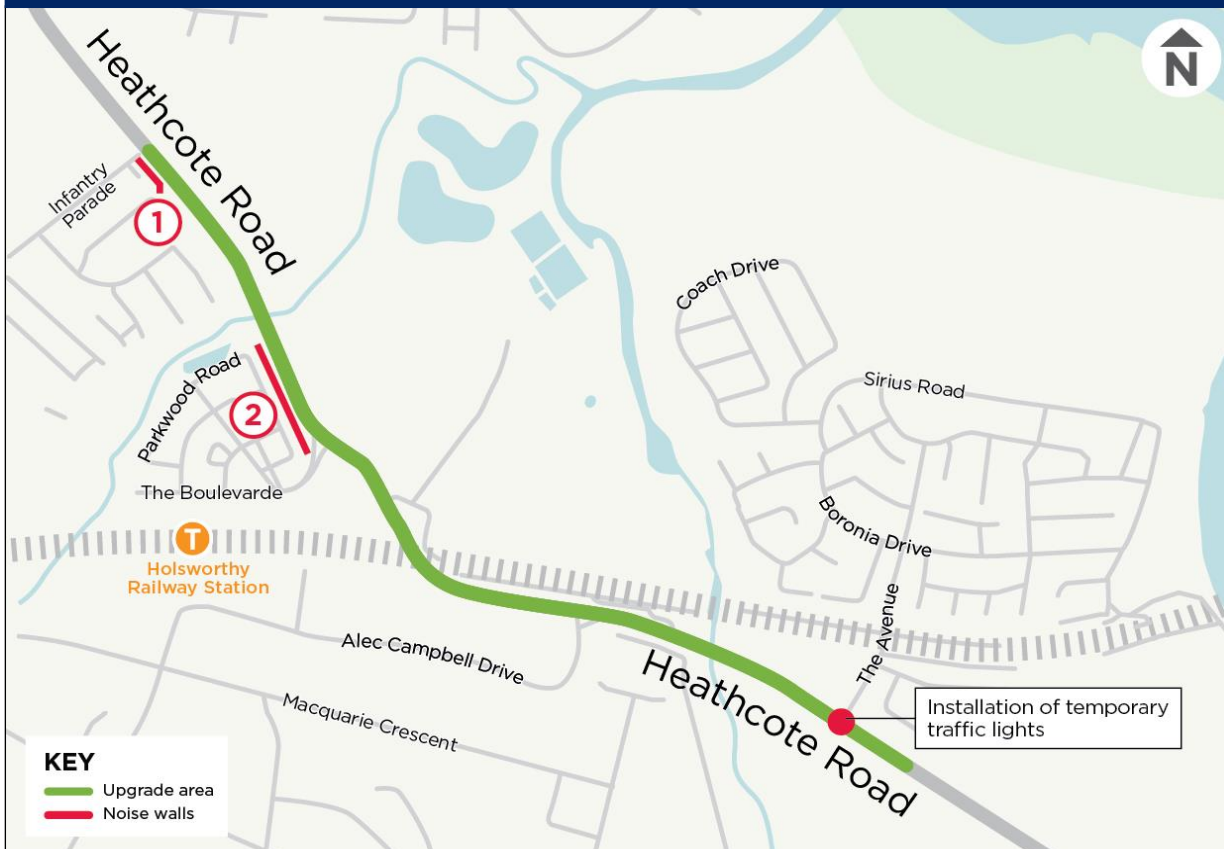 N
Heathcote Road
Infantry
Parade
1
Coach Drive
Sirius Road
Parkwood Road
2
The Boulevarde
Boronia Drive
T
Holsworthy
Railway Station
The Avenue
Alec Campbell Drive
Heathcote Road
Macquarie Crescent
Installation of temporary
traffic lights
KEY
Upgrade area
Noise walls